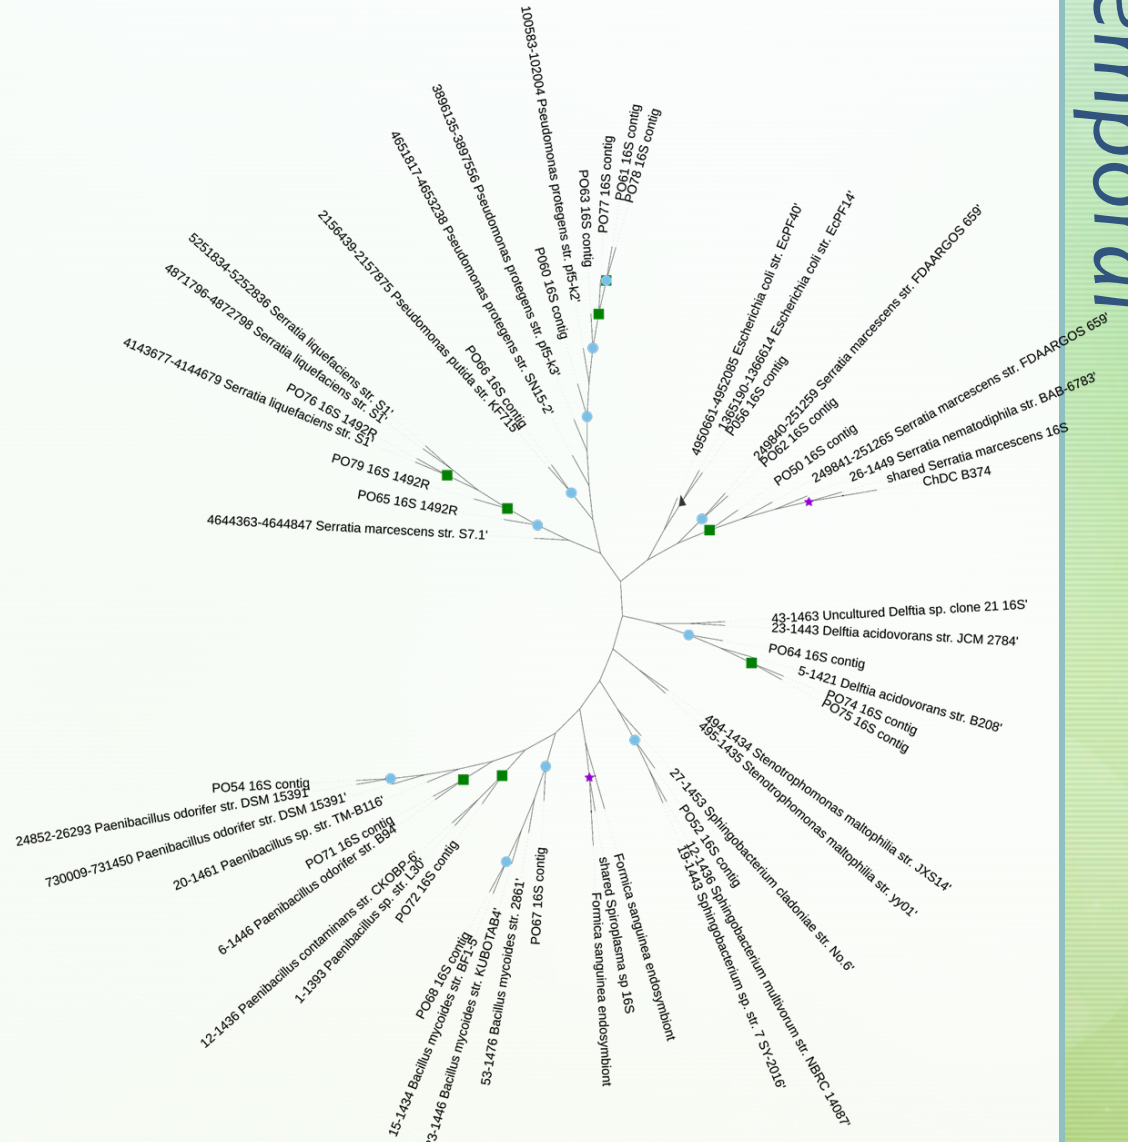 100583-102004 Pseudomonas protegens str. pf5-k2'
3896135-3897556 Pseudomonas protegens str. pf5-k3'
4651817-4653238 Pseudomonas protegens str. SN15-2'
2156439-2157875 Pseudomonas putida str. KF715'
PO63 16S contig
PO77 16S contig
PO61 16S contig
PO78 16S contig
P060 16S contig
PO66 16S contig
5251834-5252836 Serratia liquefaciens str. S1'
4871796-4872798 Serratia liquefaciens str. S1'
PO76 16S 1492R
4143677-4144679 Serratia liquefaciens str. S1'
PO79 16S 1492R
PO65 16S 1492R
4644363-4644847 Serratia marcescens str. S7.1'
4950661-4952085 Escherichia coli str. EcPF40'
1365190-1366614 Escherichia coli str. EcPF14'
P056 16S contig
249840-251259 Serratia marcescens str. FDAARGOS 659'
PO62 16S contig
PO50 16S contig
249841-251265 Serratia marcescens str. FDAARGOS 659'
26-1449 Serratia nematodiphila str. BAB-6783'
shared Serratia marcescens 16S
ChDC B374
43-1463 Uncultured Delftia sp. clone 21 16S'
23-1443 Delftia acidovorans str. JCM 2784'
PO64 16S contig
5-1421 Delftia acidovorans str. B208'
PO74 16S contig
PO75 16S contig
494-1434 Stenotrophomonas maltophilia str. JXS14'
495-1435 Stenotrophomonas maltophilia str. yy01'
27-1453 Sphingobacterium cladoniae str. No.6'
PO52 16S contig
12-1436 Sphingobacterium multivorum str. NBRC 14087'
19-1443 Sphingobacterium sp. str. 7 SY-2016'
Formica sanguinea endosymbiont
shared Spiroplasma sp 16S
Formica sanguinea endosymbiont
PO67 16S contig
53-1476 Bacillus mycoides str. 2861'
3-1446 Bacillus mycoides str. KUBOTAB4'
15-1434 Bacillus mycoides str. BF1-5'
PO68 16S contig
PO72 16S contig
1-1393 Paenibacillus sp. str. L30'
12-1436 Paenibacillus contaminans str. CKOBP-6'
6-1446 Paenibacillus odorifer str. B94'
PO71 16S contig
20-1461 Paenibacillus sp. str. TM-B116'
730009-731450 Paenibacillus odorifer str. DSM 15391'
24852-26293 Paenibacillus odorifer str. DSM 15391'
PO54 16S contig